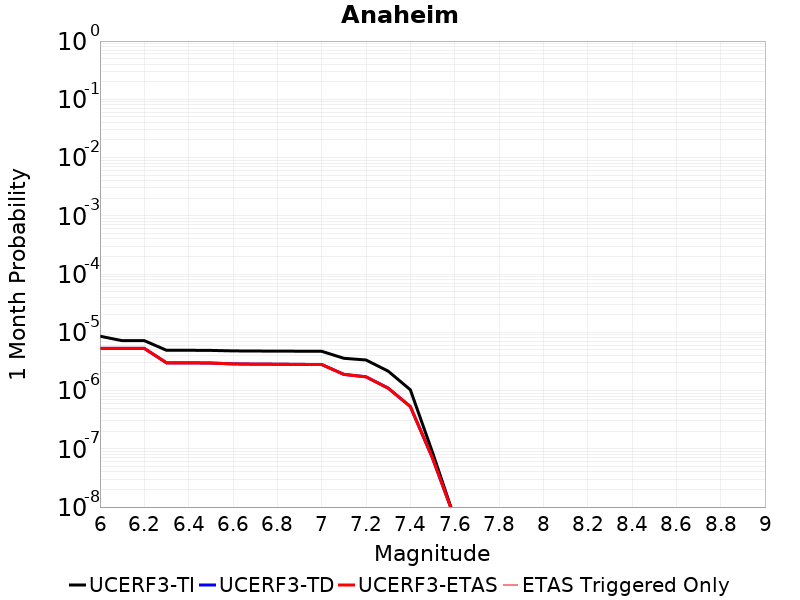 Anaheim
1 Month Probability
10^0
10^-1
10^-2
10^-3
10^-4
10^-5
10^-6
10^-7
10^-8
6 6.2 6.4 6.6 6.8 7 7.2 7.4 7.6 7.8 8 8.2 8.4 8.6 8.8 9
Magnitude
UCERF3-TI UCERF3-TD UCERF3-ETAS ETAS Triggered Only